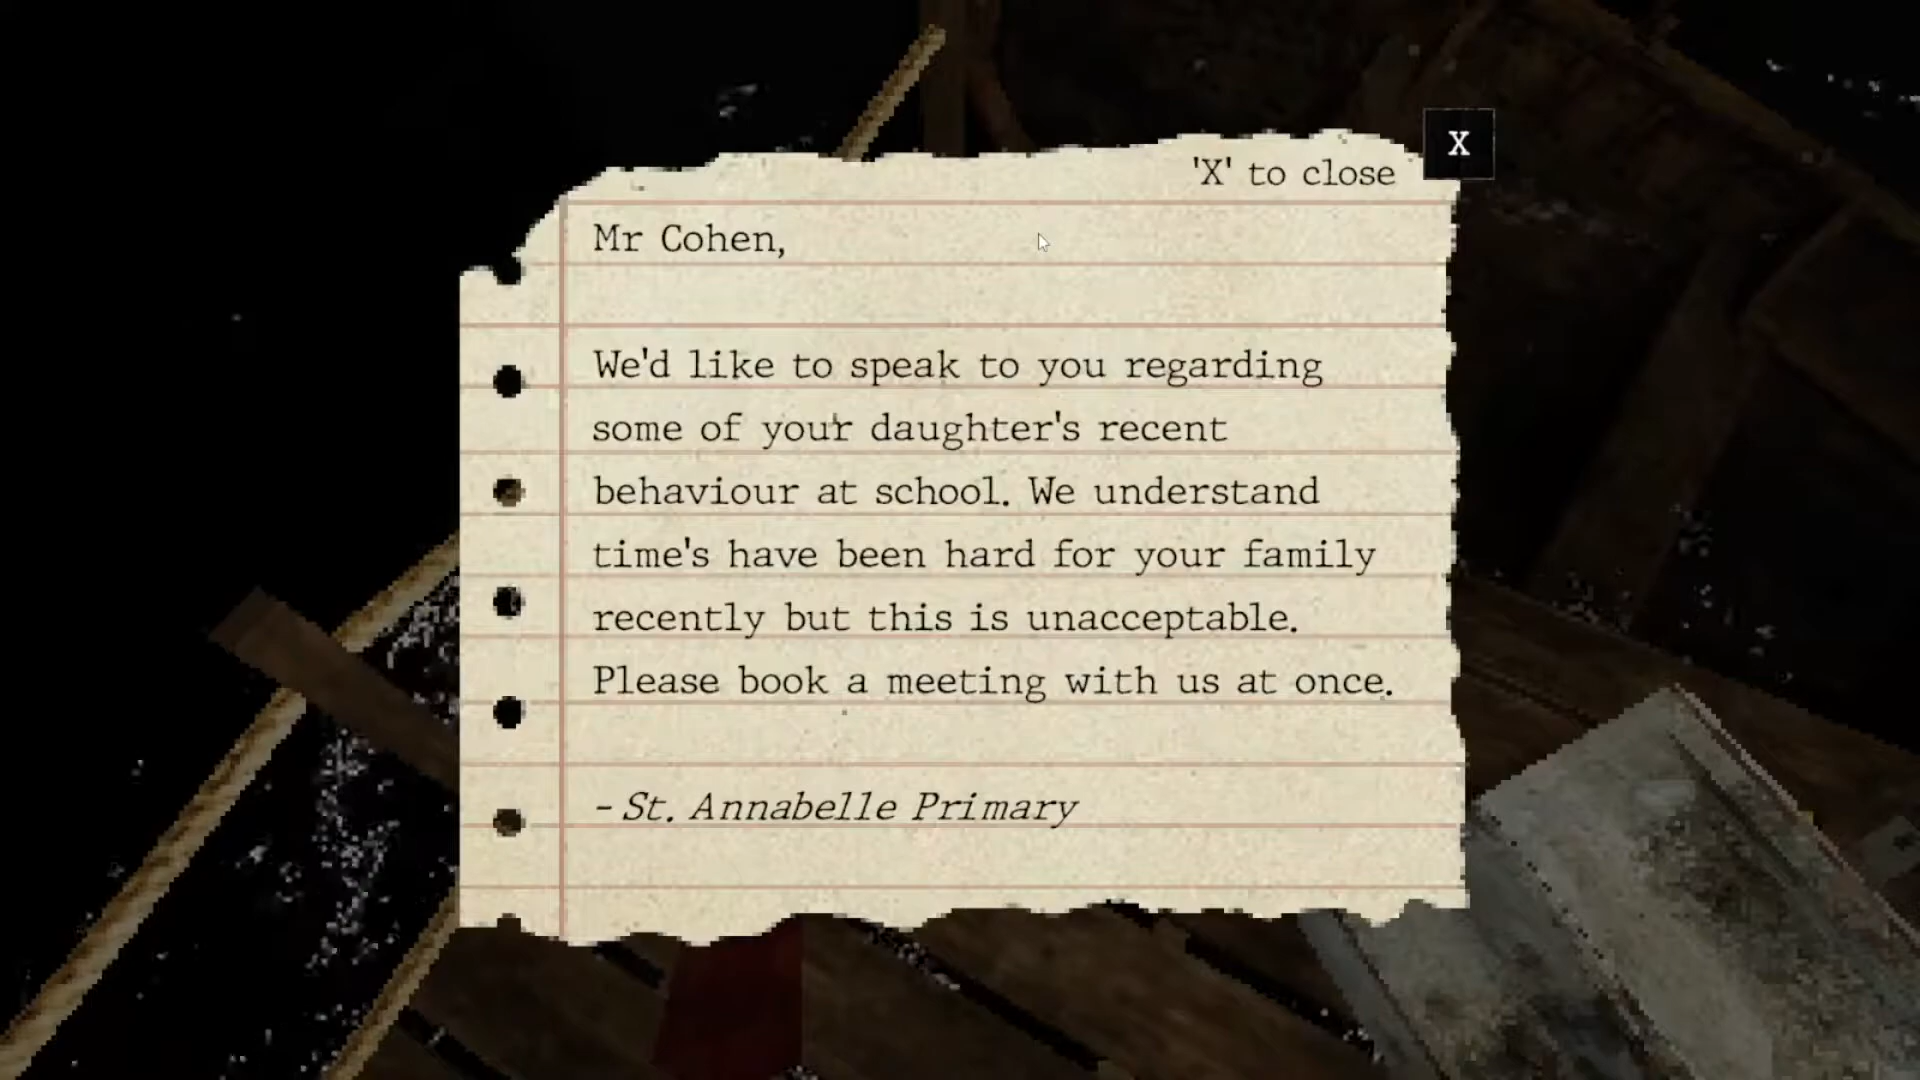 X
'X' to close
Mr Cohen,
We'd like to speak to you regarding
some of your daughter's recent
behaviour at school. We understand
time's have been hard for your family
recently but this is unacceptable.
Please book a meeting with us at once.
- St. Annabelle Primary